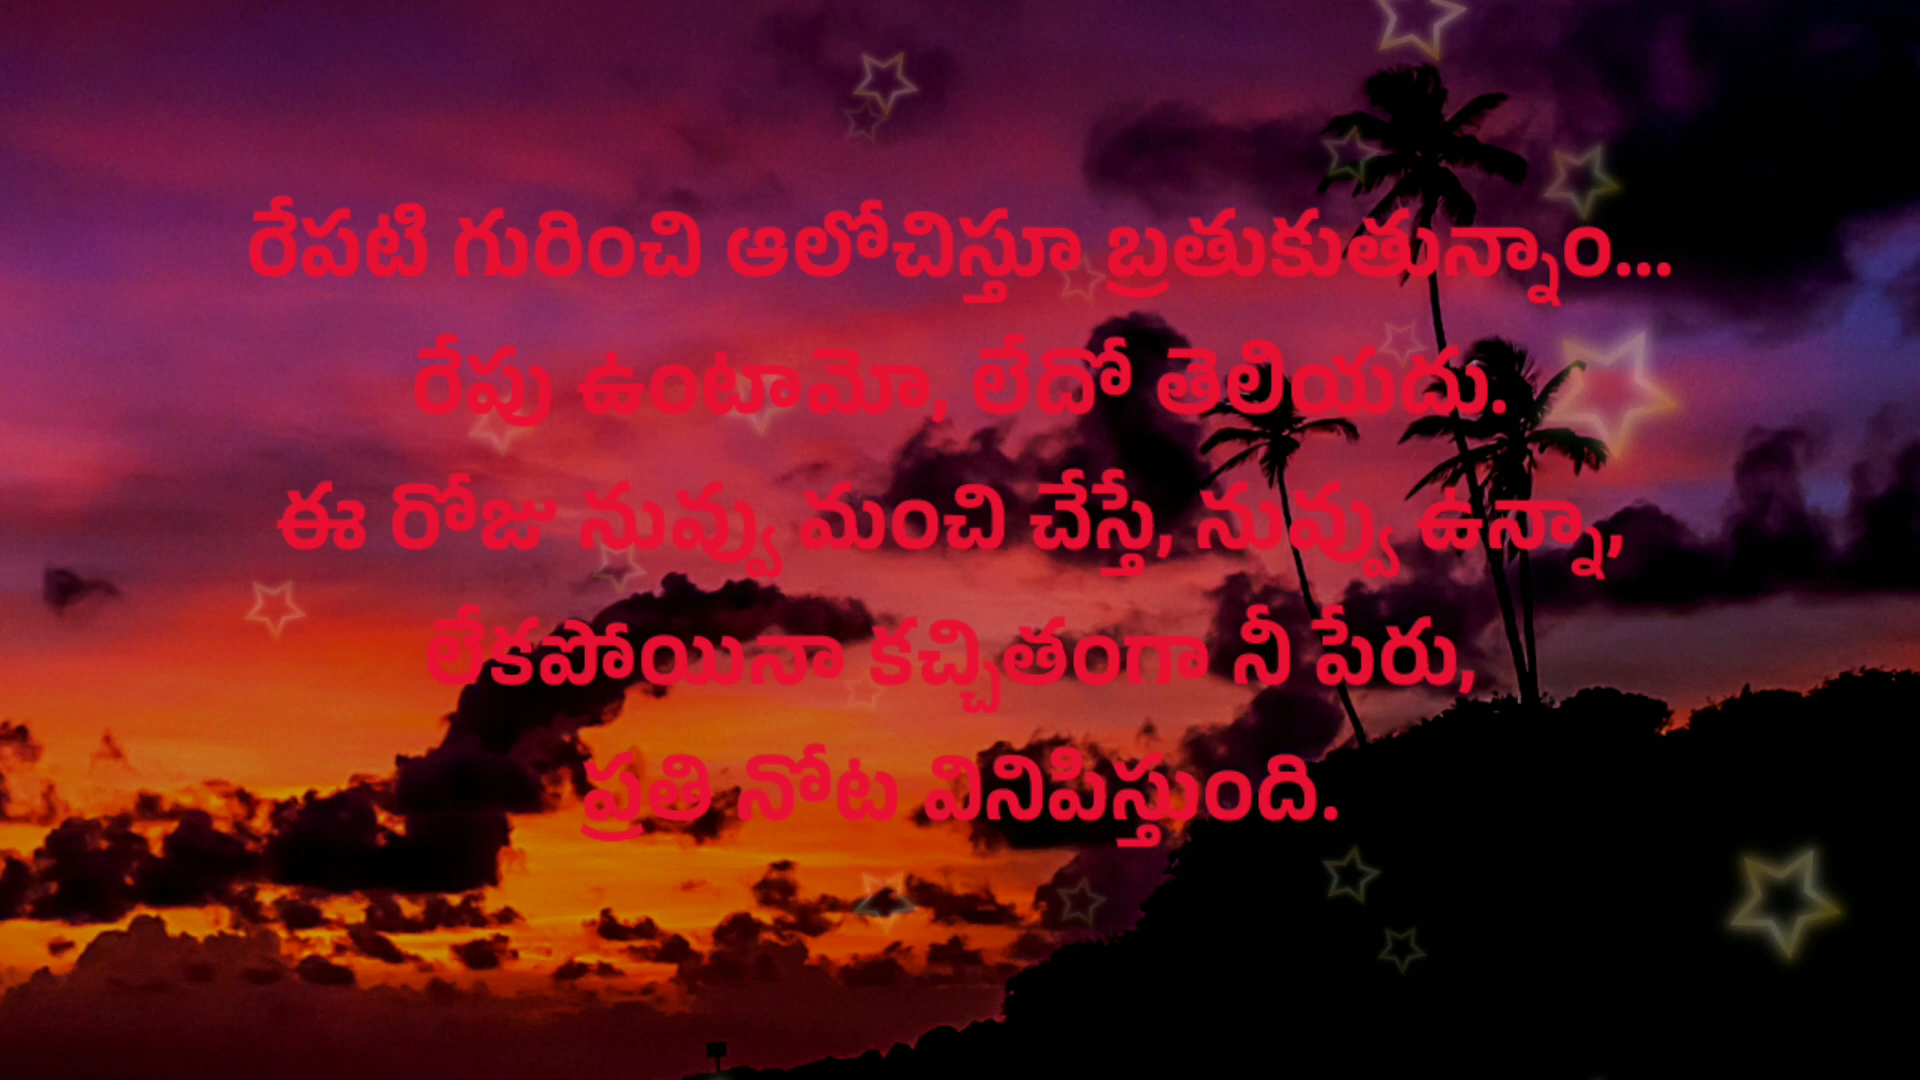 రేపటి గురించి ఆలోచిస్తూ బ్రతుకుతున్నాం...
రేపు ఉంటామో, లేదో తెలియదు.
ఈ రోజు నువ్వు మంచి చేస్తే, నువ్వు ఉన్నా,
లేకపోయినా కచ్చితంగా నీ పేరు,
ప్రతి నోట వినిపిస్తుంది.